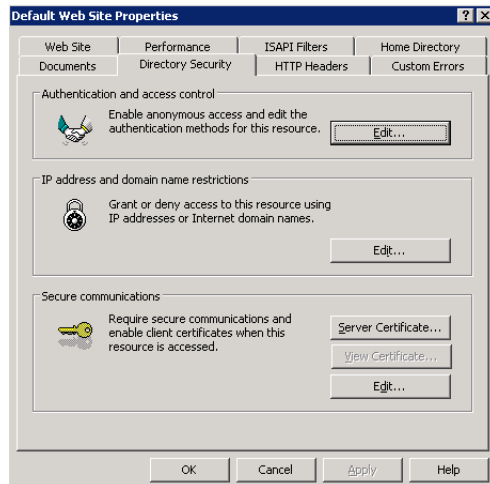 Default Web Site Properties
Web Site
Performance
ISAPI Filters
Home Directory
Documents
Directory Security
HTTP Headers
Custom Errors
Authentication and access control
Enable anonymous access and edit the
authentication methods for this resource.
Edit...
IP address and domain name restrictions
Grant or deny access to this resource using
IP addresses or Internet domain names.
Edit...
Secure communications
Require secure communications and
enable client certificates when this
resource is accessed.
Server Certificate...
View Certificate...
Edit...
OK
Cancel
Apply
Help